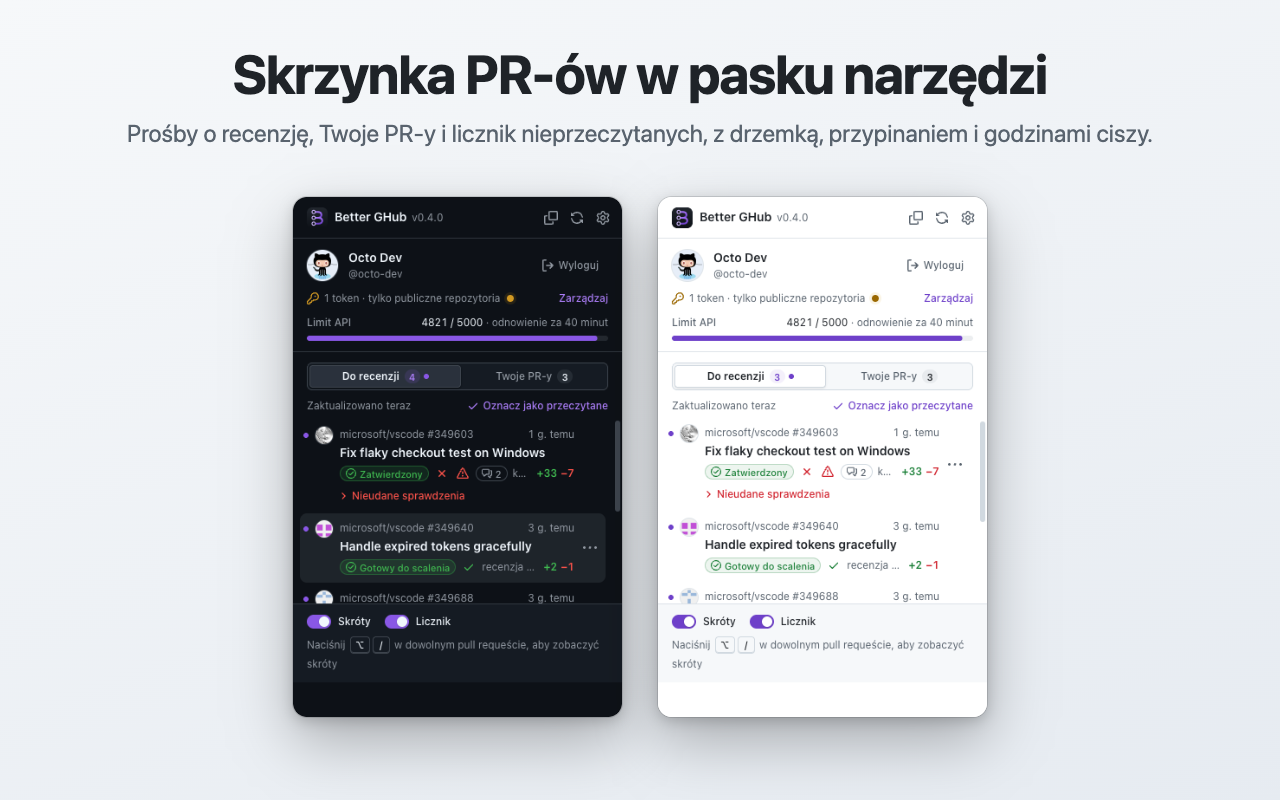 Skrzynka PR-ów w pasku narzędzi
Prośby o recenzję, Twoje PR-y i licznik nieprzeczytanych, z drzemką, przypinaniem i godzinami ciszy.
Better GHub v0.4.0
Octo Dev
@octo-dev
Wyloguj
1 token · tylko publiczne repozytoria
Zarządzaj
Limit API
4821 / 5000 · odnowienie za 40 minut
Do recenzji 4
Twoje PR-y 3
Zaktualizowano teraz
Oznacz jako przeczytane
microsoft/vscode #349603
1 g. temu
Fix flaky checkout test on Windows
Zatwierdzony
2
k...
+33 −7
Nieudane sprawdzenia
microsoft/vscode #349640
3 g. temu
Handle expired tokens gracefully
Gotowy do scalenia
recenzja ...
+2 −1
microsoft/vscode #349688
3 g. temu
Skróty
Licznik
Naciśnij ⌥ / w dowolnym pull requeście, aby zobaczyć
skróty
Better GHub v0.4.0
Octo Dev
@octo-dev
Wyloguj
1 token · tylko publiczne repozytoria
Zarządzaj
Limit API
4821 / 5000 · odnowienie za 40 minut
Do recenzji 3
Twoje PR-y 3
Zaktualizowano teraz
Oznacz jako przeczytane
microsoft/vscode #349603
1 g. temu
Fix flaky checkout test on Windows
Zatwierdzony
2
k...
+33 −7
Nieudane sprawdzenia
microsoft/vscode #349640
3 g. temu
Handle expired tokens gracefully
Gotowy do scalenia
recenzja ...
+2 −1
microsoft/vscode #349688
3 g. temu
Skróty
Licznik
Naciśnij ⌥ / w dowolnym pull requeście, aby zobaczyć
skróty